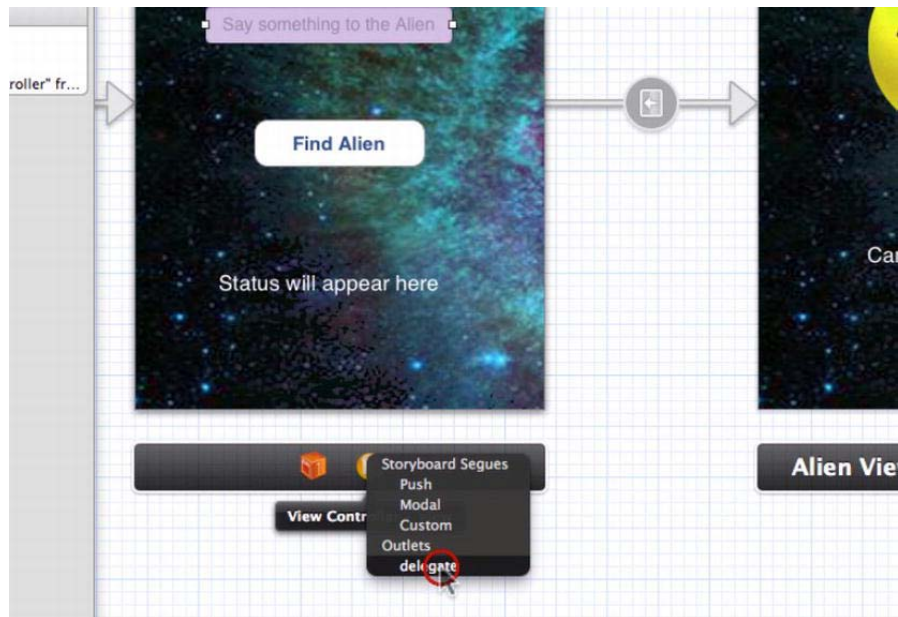 Say something to the Alien
roller" fr...
Find Alien
Status will appear here
Storyboard Segues
Push
Modal
Custom
Outlets
delegate
View Contr
Alien Vie